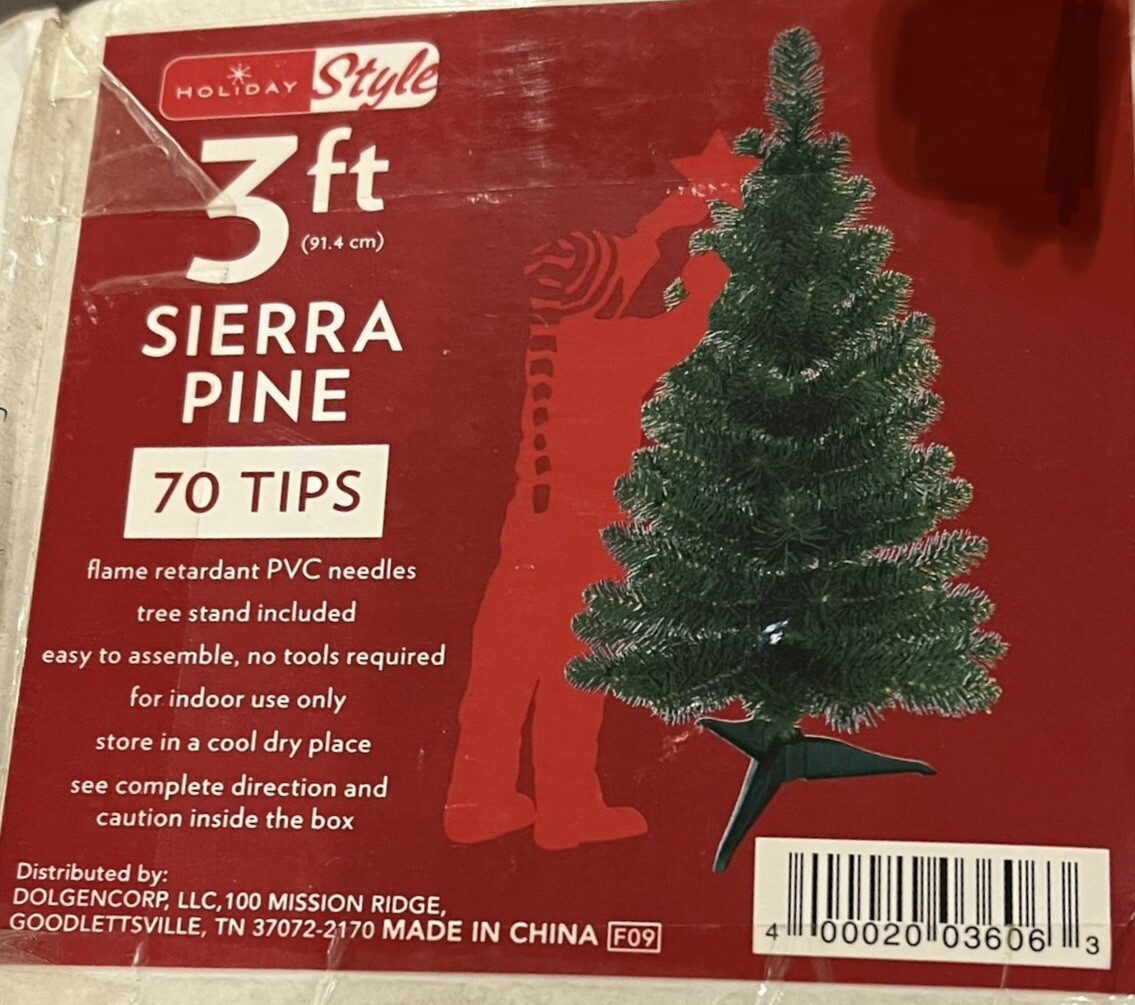 HOLIDAY Style
3 ft
(91.4 cm)
SIERRA
PINE
70 TIPS
flame retardant PVC needles
tree stand included
easy to assemble, no tools required
for indoor use only
store in a cool dry place
see complete direction and
caution inside the box
Distributed by:
DOLGENCORP, LLC,100 MISSION RIDGE,
GOODLETTSVILLE, TN 37072-2170 MADE IN CHINA F09
4 00020 03606 3